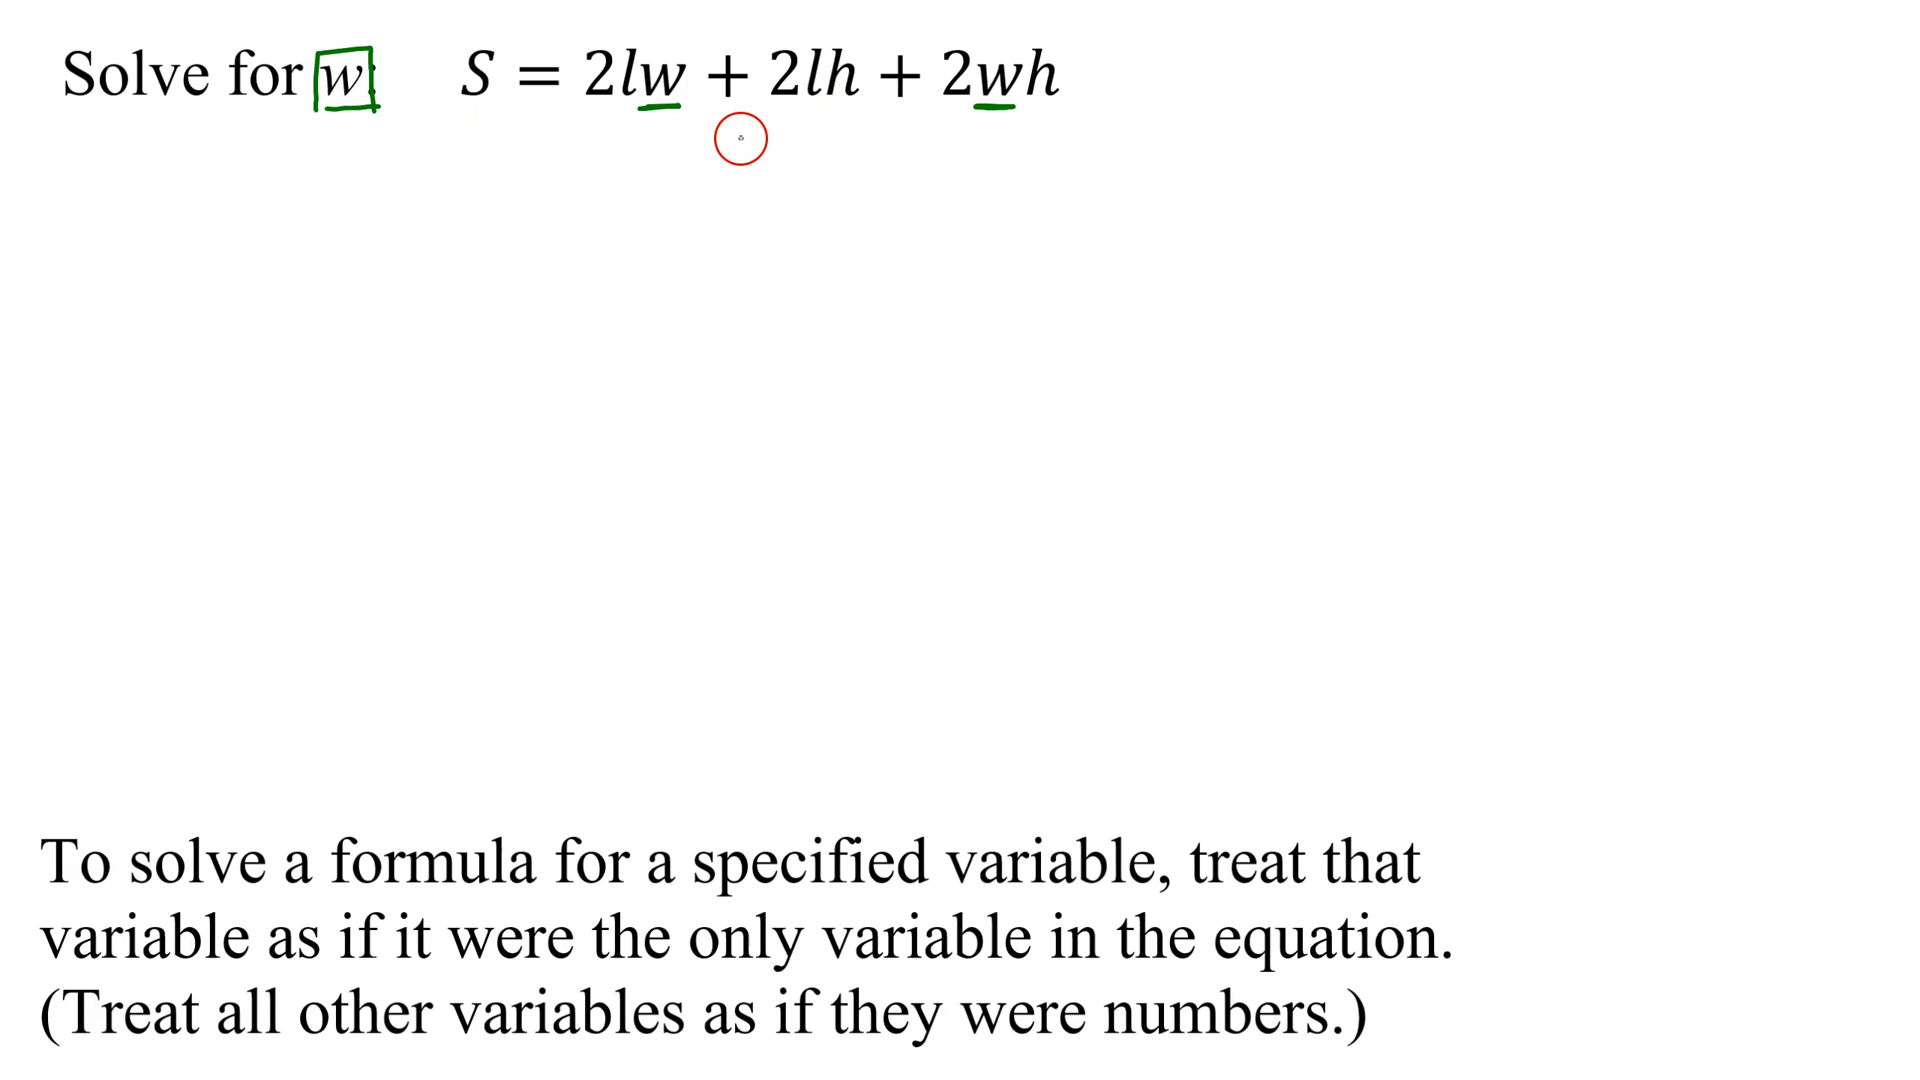 Solve for w: S = 2lw + 2lh + 2wh
To solve a formula for a specified variable, treat that
variable as if it were the only variable in the equation.
(Treat all other variables as if they were numbers.)